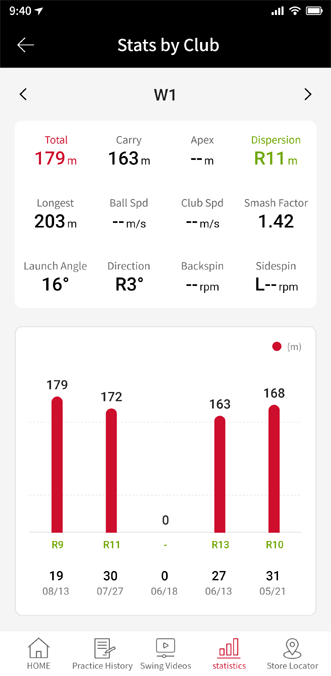 9:40
Stats by Club
W1
Total Carry Apex Dispersion
179 m 163 m -- m R11 m
Longest Ball Spd Club Spd Smash Factor
203 m -- m/s -- m/s 1.42
Launch Angle Direction Backspin Sidespin
16° R3° -- rpm L-- rpm
(m)
179 172 0 163 168
R9 R11 - R13 R10
19 30 0 27 31
08/13 07/27 06/18 06/13 05/21
HOME Practice History Swing Videos statistics Store Locator